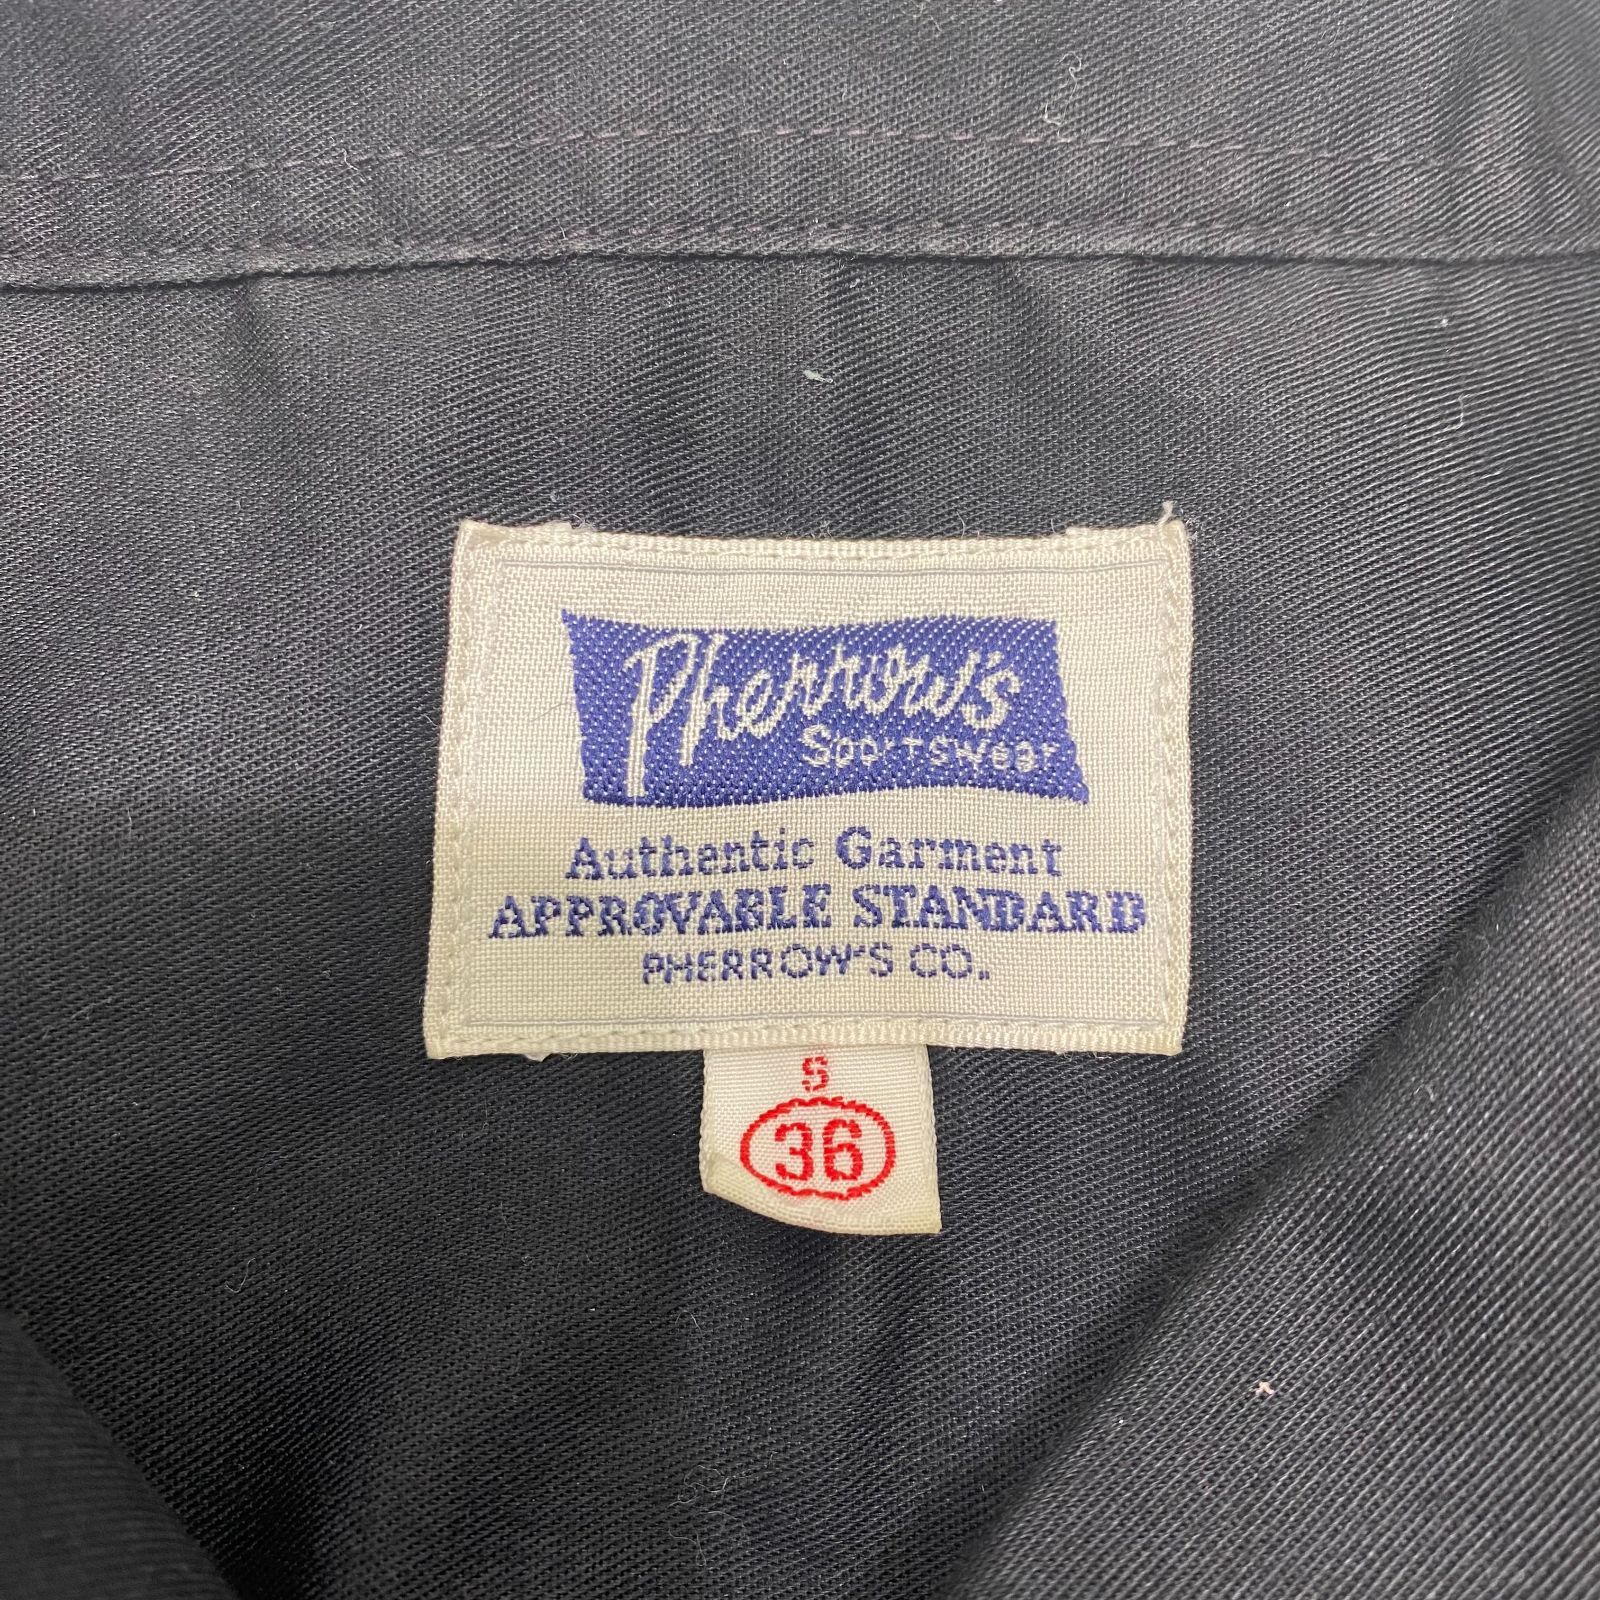 Pherrow's
Sportswear
Authentic Garment
APPROVABLE STANDARD
PHERROW'S CO.
S
36